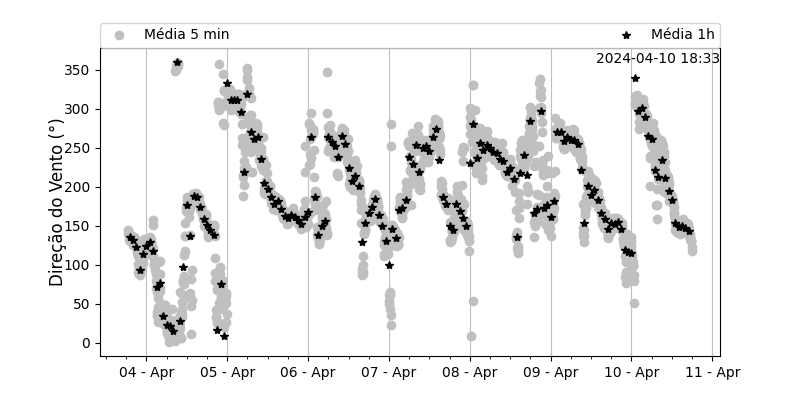 Média 5 min
Média 1h
2024-04-10 18:33
Direção do Vento (°)
350
300
250
200
150
100
50
0
04 - Apr
05 - Apr
06 - Apr
07 - Apr
08 - Apr
09 - Apr
10 - Apr
11 - Apr